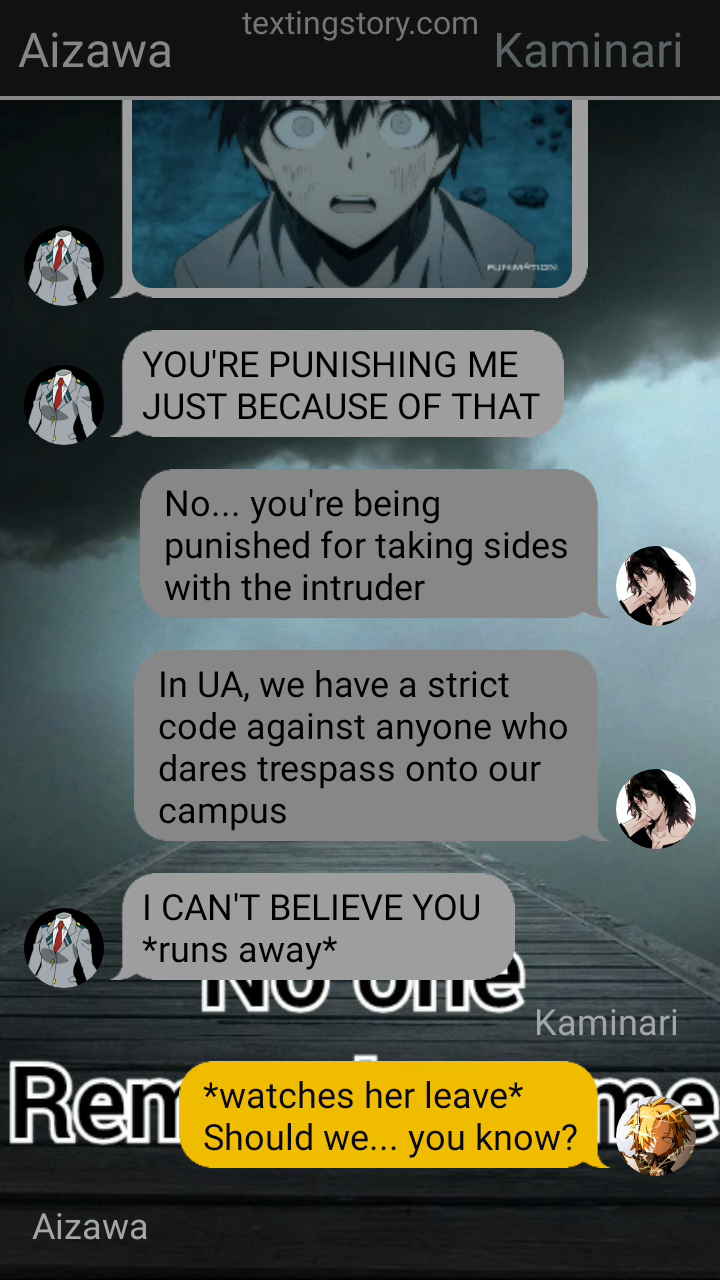 textingstory.com
Aizawa
Kaminari
FUNIMATION
YOU'RE PUNISHING ME
JUST BECAUSE OF THAT
No... you're being
punished for taking sides
with the intruder
In UA, we have a strict
code against anyone who
dares trespass onto our
campus
I CAN'T BELIEVE YOU
*runs away*
No one
Kaminari
Rem me
*watches her leave*
Should we... you know?
Aizawa